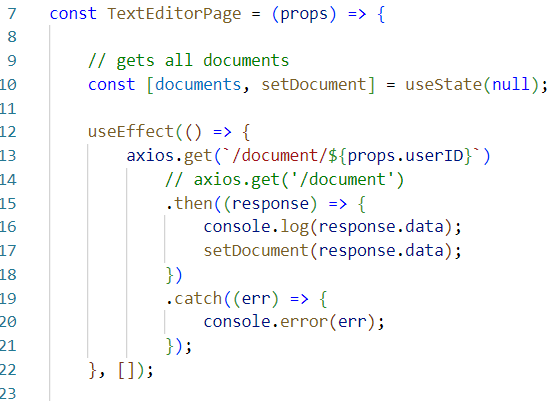 7 const TextEditorPage = (props) => {
8
9 // gets all documents
10 const [documents, setDocument] = useState(null);
11
12 useEffect(() => {
13 axios.get(`/document/${props.userID}`)
14 // axios.get('/document')
15 .then((response) => {
16 console.log(response.data);
17 setDocument(response.data);
18 })
19 .catch((err) => {
20 console.error(err);
21 });
22 }, []);
23